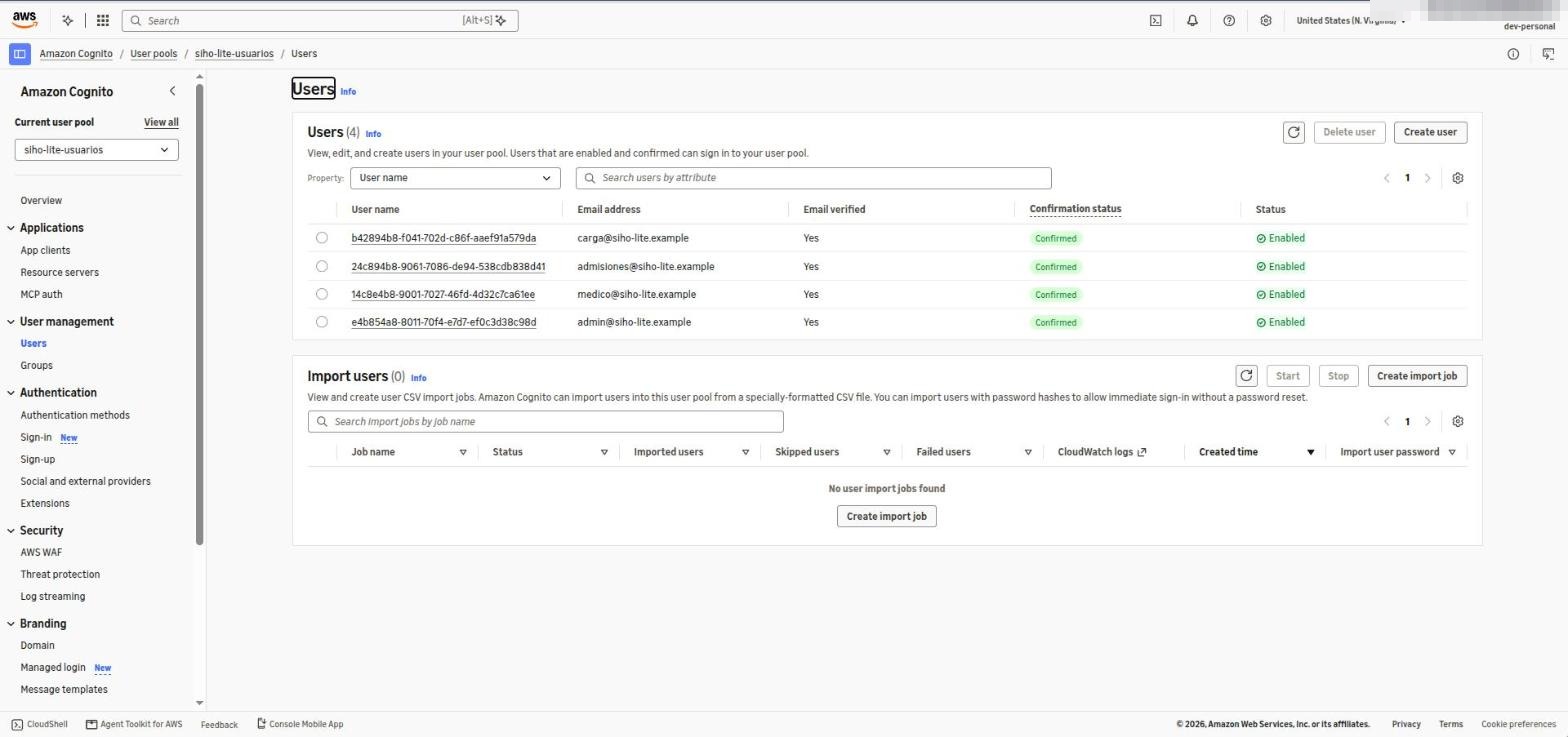 aws
Search [Alt+S]
United States (N. Virginia)
dev-personal
Amazon Cognito / User pools / siho-lite-usuarios / Users
Amazon Cognito
Current user pool View all
siho-lite-usuarios
Overview
Applications
App clients
Resource servers
MCP auth
User management
Users
Groups
Authentication
Authentication methods
Sign-in New
Sign-up
Social and external providers
Extensions
Security
AWS WAF
Threat protection
Log streaming
Branding
Domain
Managed login New
Message templates
Users Info
Users (4) Info
Delete user Create user
View, edit, and create users in your user pool. Users that are enabled and confirmed can sign in to your user pool.
Property: User name Search users by attribute 1
User name Email address Email verified Confirmation status Status
b42894b8-f041-702d-c86f-aaef91a579da carga@siho-lite.example Yes Confirmed Enabled
24c894b8-9061-7086-de94-538cdb838d41 admisiones@siho-lite.example Yes Confirmed Enabled
14c8e4b8-9001-7027-46fd-4d32c7ca61ee medico@siho-lite.example Yes Confirmed Enabled
e4b854a8-8011-70f4-e7d7-ef0c3d38c98d admin@siho-lite.example Yes Confirmed Enabled
Import users (0) Info
Start Stop Create import job
View and create user CSV import jobs. Amazon Cognito can import users into this user pool from a specially-formatted CSV file. You can import users with password hashes to allow immediate sign-in without a password reset.
Search import jobs by job name 1
Job name Status Imported users Skipped users Failed users CloudWatch logs Created time Import user password
No user import jobs found
Create import job
CloudShell Agent Toolkit for AWS Feedback Console Mobile App
© 2026, Amazon Web Services, Inc. or its affiliates. Privacy Terms Cookie preferences